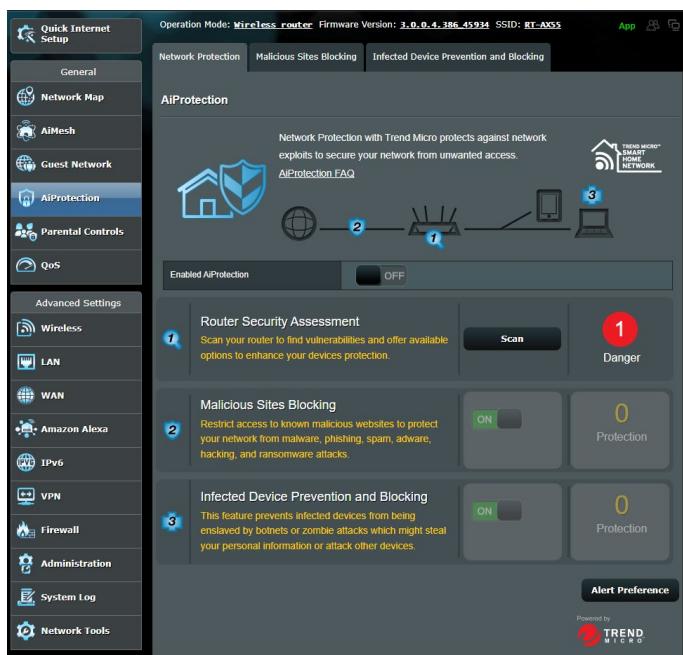 Quick Internet
Setup
Operation Mode: Wireless router Firmware Version: 3.0.0.4.386_45934 SSID: RT-AX55
App
Network Protection
Malicious Sites Blocking
Infected Device Prevention and Blocking
General
Network Map
AiMesh
Guest Network
AiProtection
Parental Controls
QoS
Advanced Settings
Wireless
LAN
WAN
Amazon Alexa
IPv6
VPN
Firewall
Administration
System Log
Network Tools
AiProtection
Network Protection with Trend Micro protects against network
exploits to secure your network from unwanted access.
AiProtection FAQ
TREND MICRO™
SMART
HOME
NETWORK
2
1
3
Enabled AiProtection
OFF
1
Router Security Assessment
Scan your router to find vulnerabilities and offer available
options to enhance your devices protection.
Scan
1
Danger
2
Malicious Sites Blocking
Restrict access to known malicious websites to protect
your network from malware, phishing, spam, adware,
hacking, and ransomware attacks.
ON
0
Protection
3
Infected Device Prevention and Blocking
This feature prevents infected devices from being
enslaved by botnets or zombie attacks which might steal
your personal information or attack other devices.
ON
0
Protection
Alert Preference
Powered by
TREND
MICRO